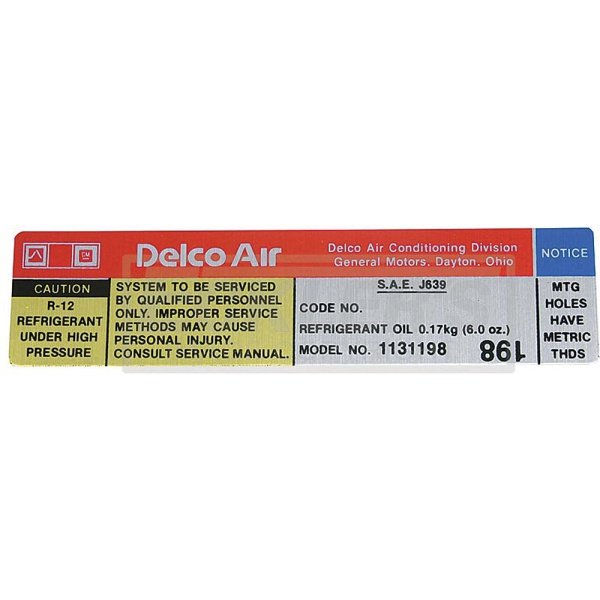 GM
Delco Air
Delco Air Conditioning Division
General Motors, Dayton, Ohio
NOTICE
CAUTION
R-12
REFRIGERANT
UNDER HIGH
PRESSURE
SYSTEM TO BE SERVICED
BY QUALIFIED PERSONNEL
ONLY. IMPROPER SERVICE
METHODS MAY CAUSE
PERSONAL INJURY.
CONSULT SERVICE MANUAL.
S.A.E. J639
CODE NO.
REFRIGERANT OIL 0.17kg (6.0 oz.)
MODEL NO. 1131198
198
MTG
HOLES
HAVE
METRIC
THDS